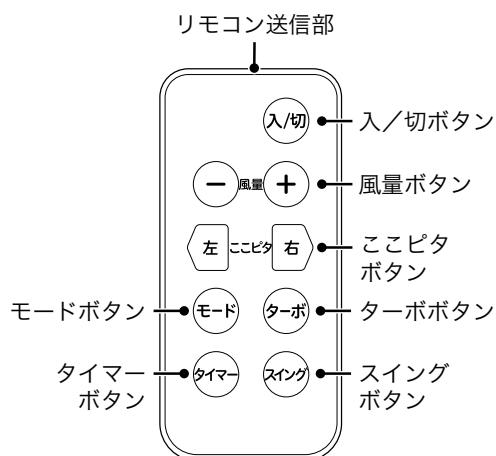 リモコン送信部
入/切
入／切ボタン
− 風量 +
風量ボタン
左 ここピタ 右
ここピタ
ボタン
モードボタン
モード
ターボ
ターボボタン
タイマー
ボタン
タイマー
スイング
スイング
ボタン